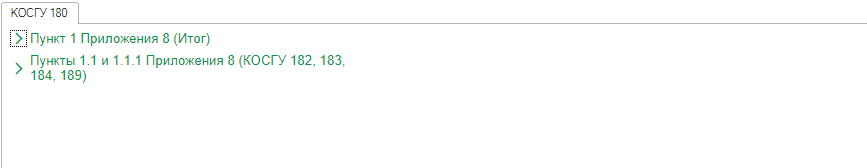 КОСГУ 180
Пункт 1 Приложения 8 (Итог)
Пункты 1.1 и 1.1.1 Приложения 8 (КОСГУ 182, 183,
184, 189)